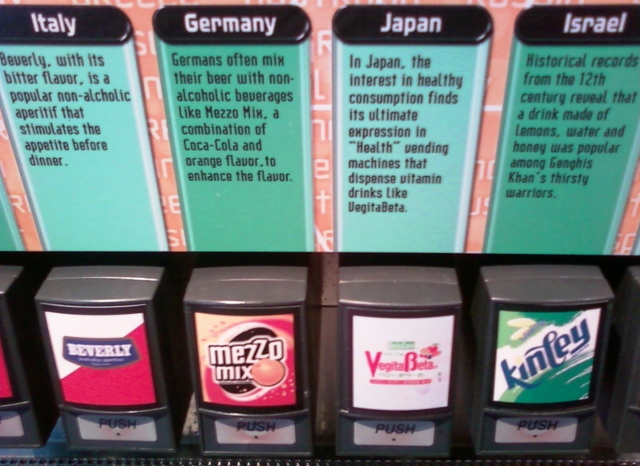 Italy
Beverly, with its
bitter flavor, is a
popular non-alcholic
aperitif that
stimulates the
appetite before
dinner.
Germany
Germans often mix
their beer with non-
alcoholic beverages
like Mezzo Mix, a
combination of
Coca-Cola and
orange flavor, to
enhance the flavor.
Japan
In Japan, the
interest in healthy
consumption finds
its ultimate
expression in
"Health" vending
machines that
dispense vitamin
drinks like
VegitaBeta.
Israel
Historical records
from the 12th
century reveal that
a drink made of
lemons, water and
honey was popular
among Genghis
Khan's thirsty
warriors.
BEVERLY
PUSH
mezzo
mix
PUSH
VegitaBeta
PUSH
kinley
PUSH